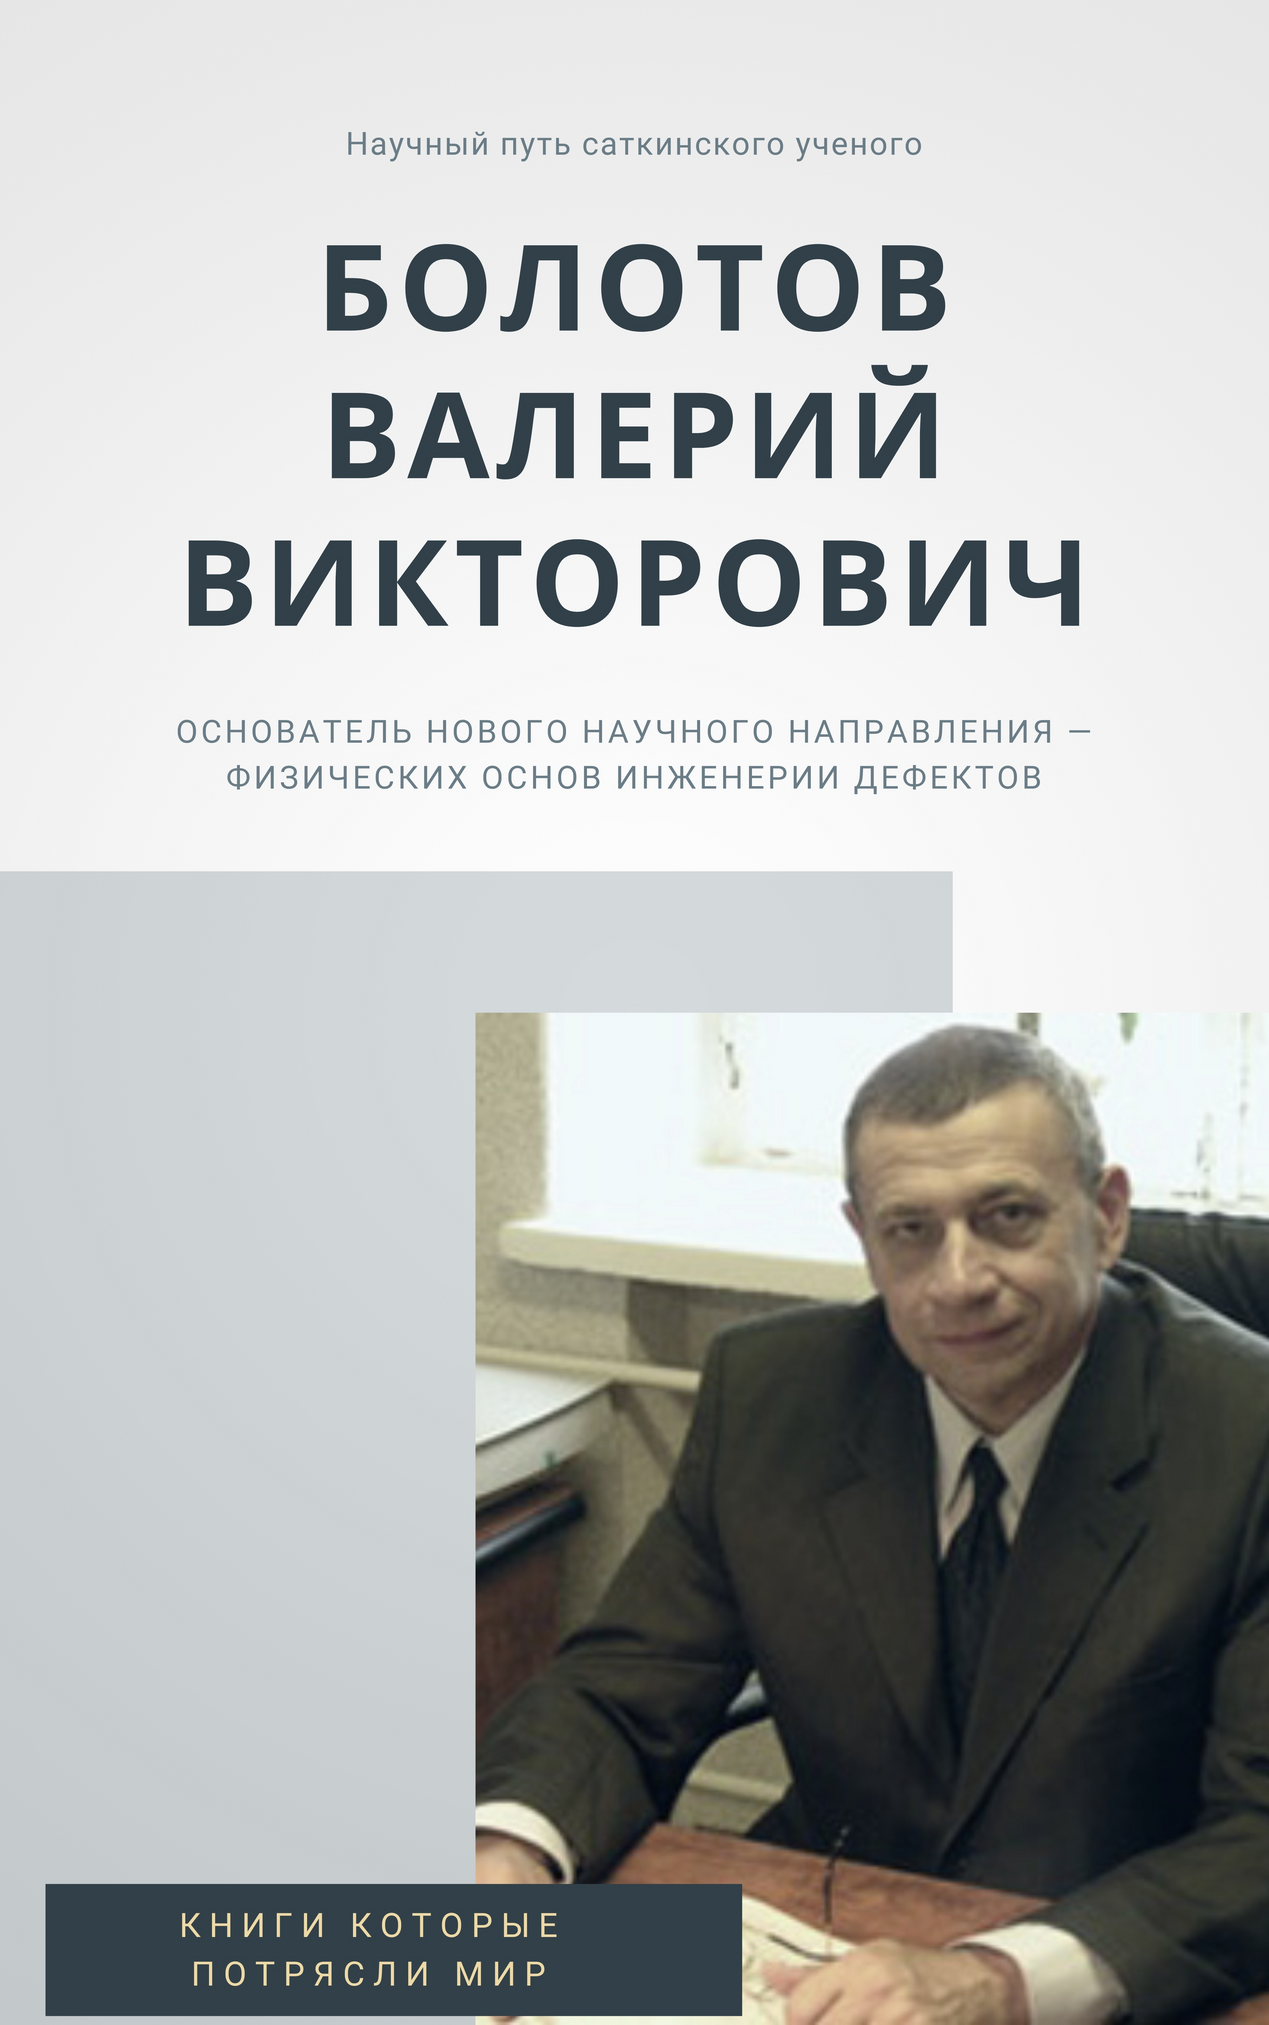 Научный путь саткинского ученого
БОЛОТОВ
ВАЛЕРИЙ
ВИКТОРОВИЧ
ОСНОВАТЕЛЬ НОВОГО НАУЧНОГО НАПРАВЛЕНИЯ –
ФИЗИЧЕСКИХ ОСНОВ ИНЖЕНЕРИИ ДЕФЕКТОВ
КНИГИ КОТОРЫЕ
ПОТРЯСЛИ МИР